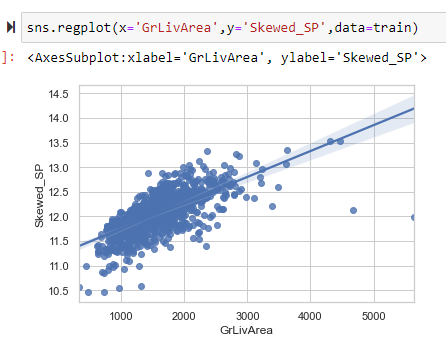 sns.regplot(x='GrLivArea',y='Skewed_SP',data=train)
]: <AxesSubplot:xlabel='GrLivArea', ylabel='Skewed_SP'>
14.5
14.0
13.5
13.0
12.5
12.0
11.5
11.0
10.5
Skewed_SP
1000 2000 3000 4000 5000
GrLivArea